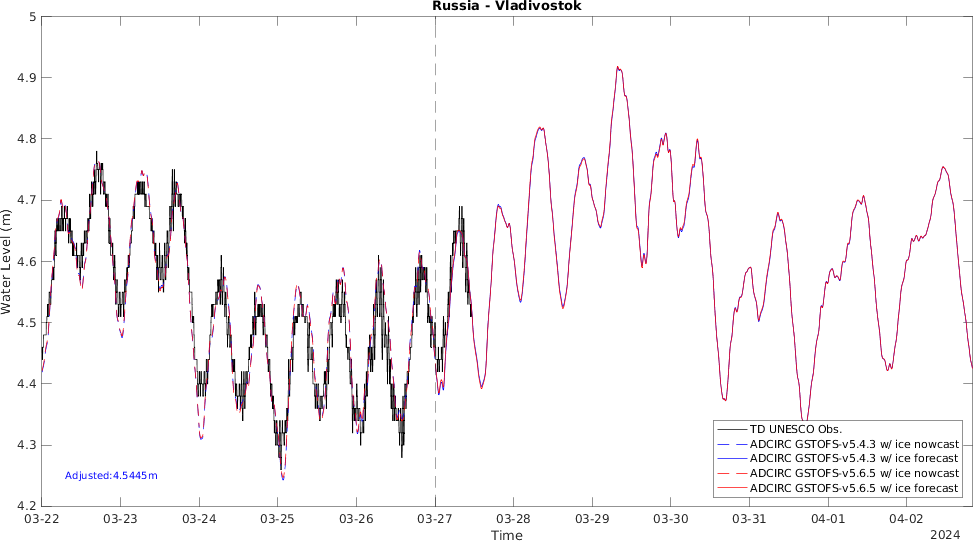 Russia - Vladivostok
5
4.9
4.8
4.7
4.6
4.5
4.4
4.3
4.2
Water Level (m)
Adjusted:4.5445m
TD UNESCO Obs.
ADCIRC GSTOFS-v5.4.3 w/ ice nowcast
ADCIRC GSTOFS-v5.4.3 w/ ice forecast
ADCIRC GSTOFS-v5.6.5 w/ ice nowcast
ADCIRC GSTOFS-v5.6.5 w/ ice forecast
03-22 03-23 03-24 03-25 03-26 03-27 03-28 03-29 03-30 03-31 04-01 04-02
Time
2024